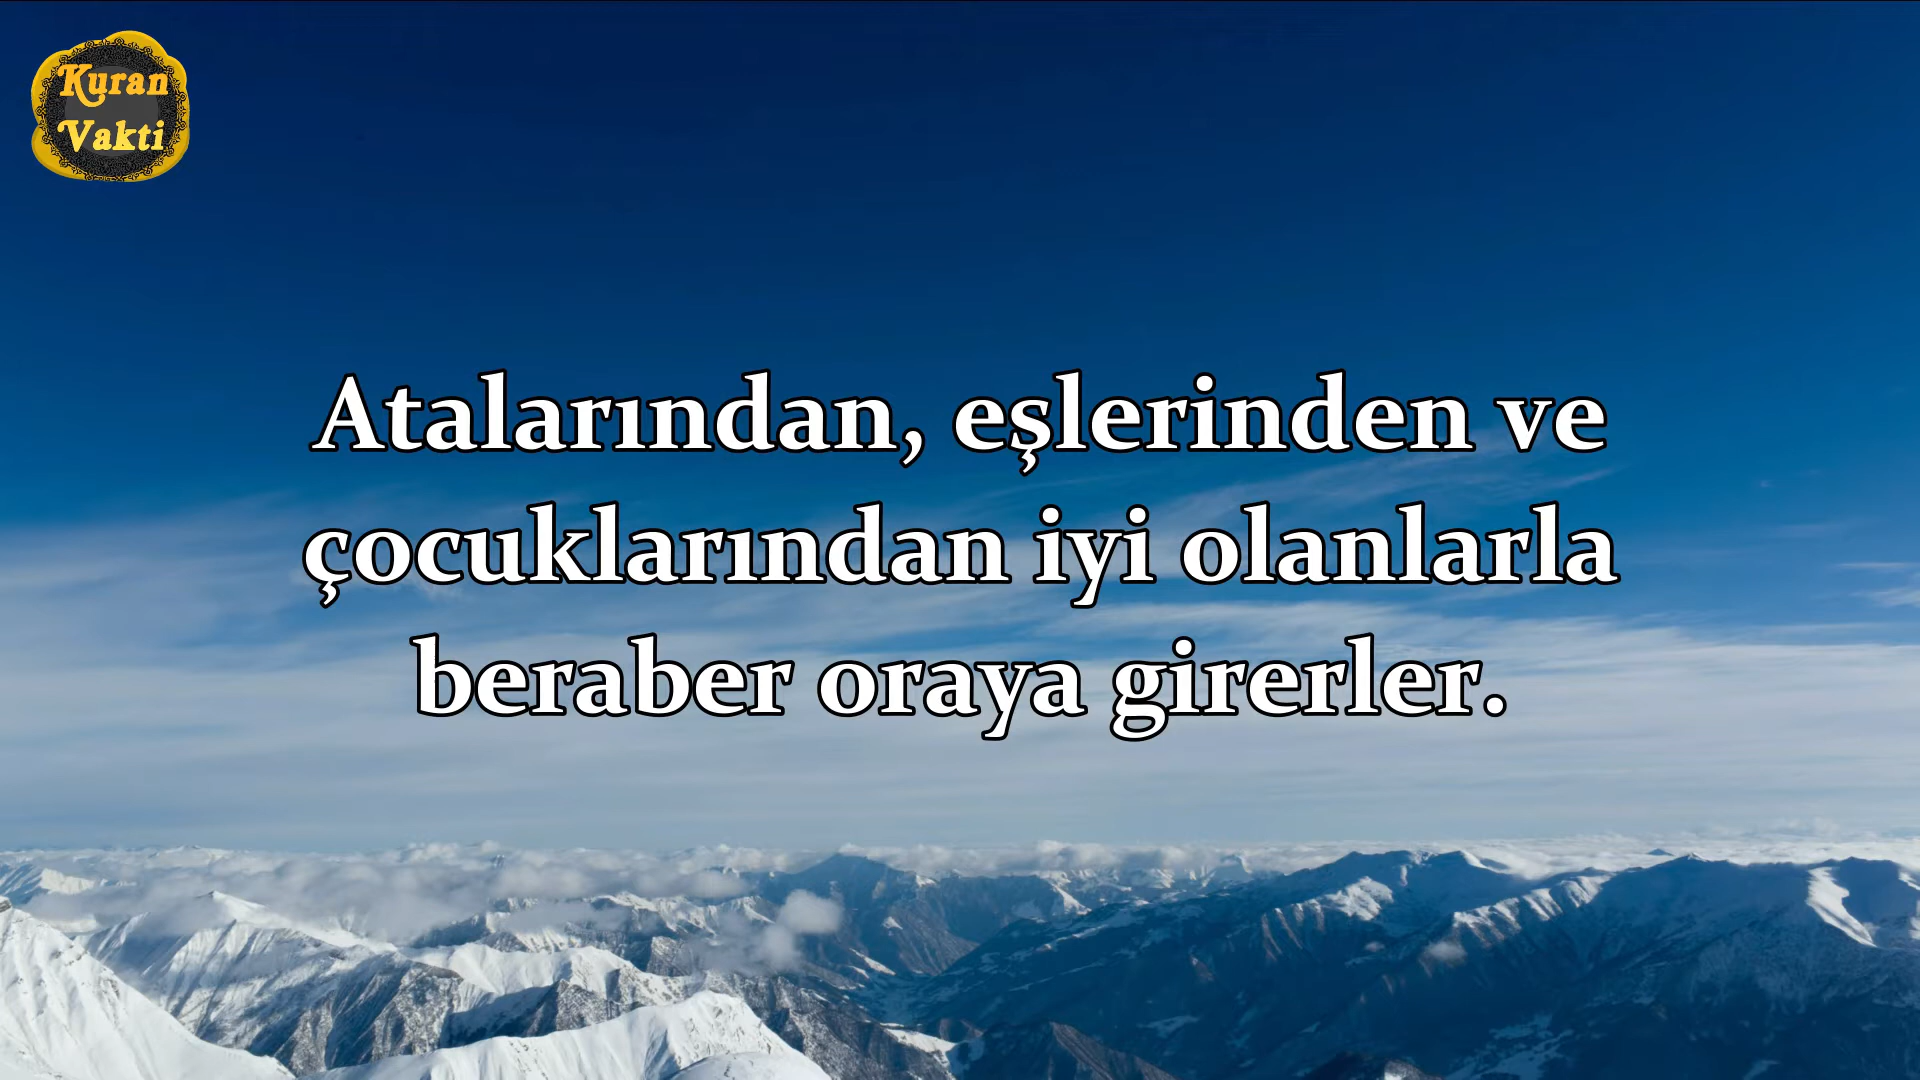 Kuran
Vakti
Atalarından, eşlerinden ve
çocuklarından iyi olanlarla
beraber oraya girerler.